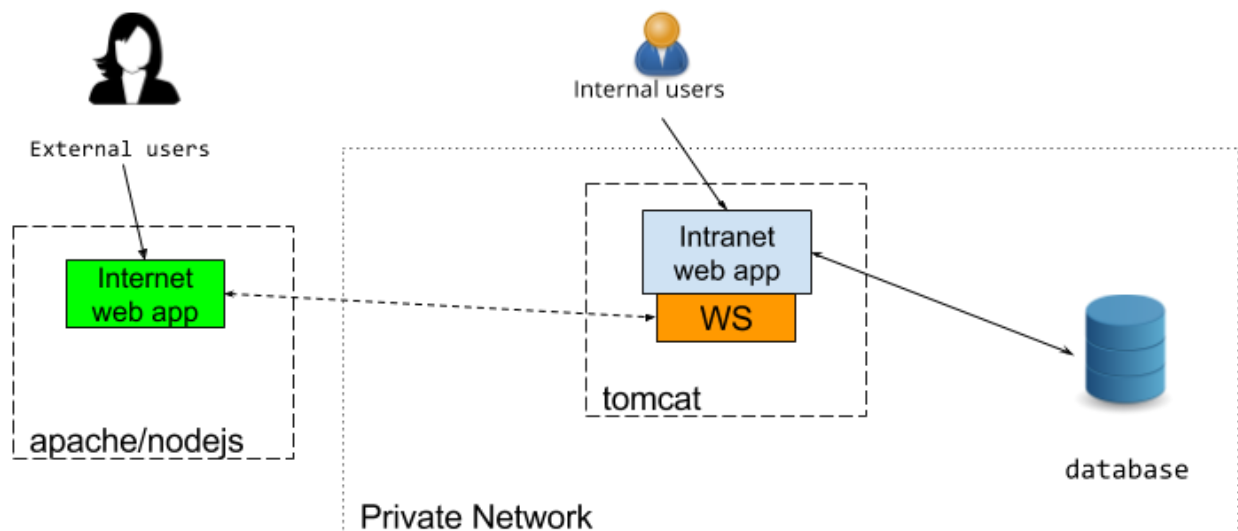 Internal users
External users
Intranet
web app
Internet
web app
WS
tomcat
apache/nodejs
database
Private Network